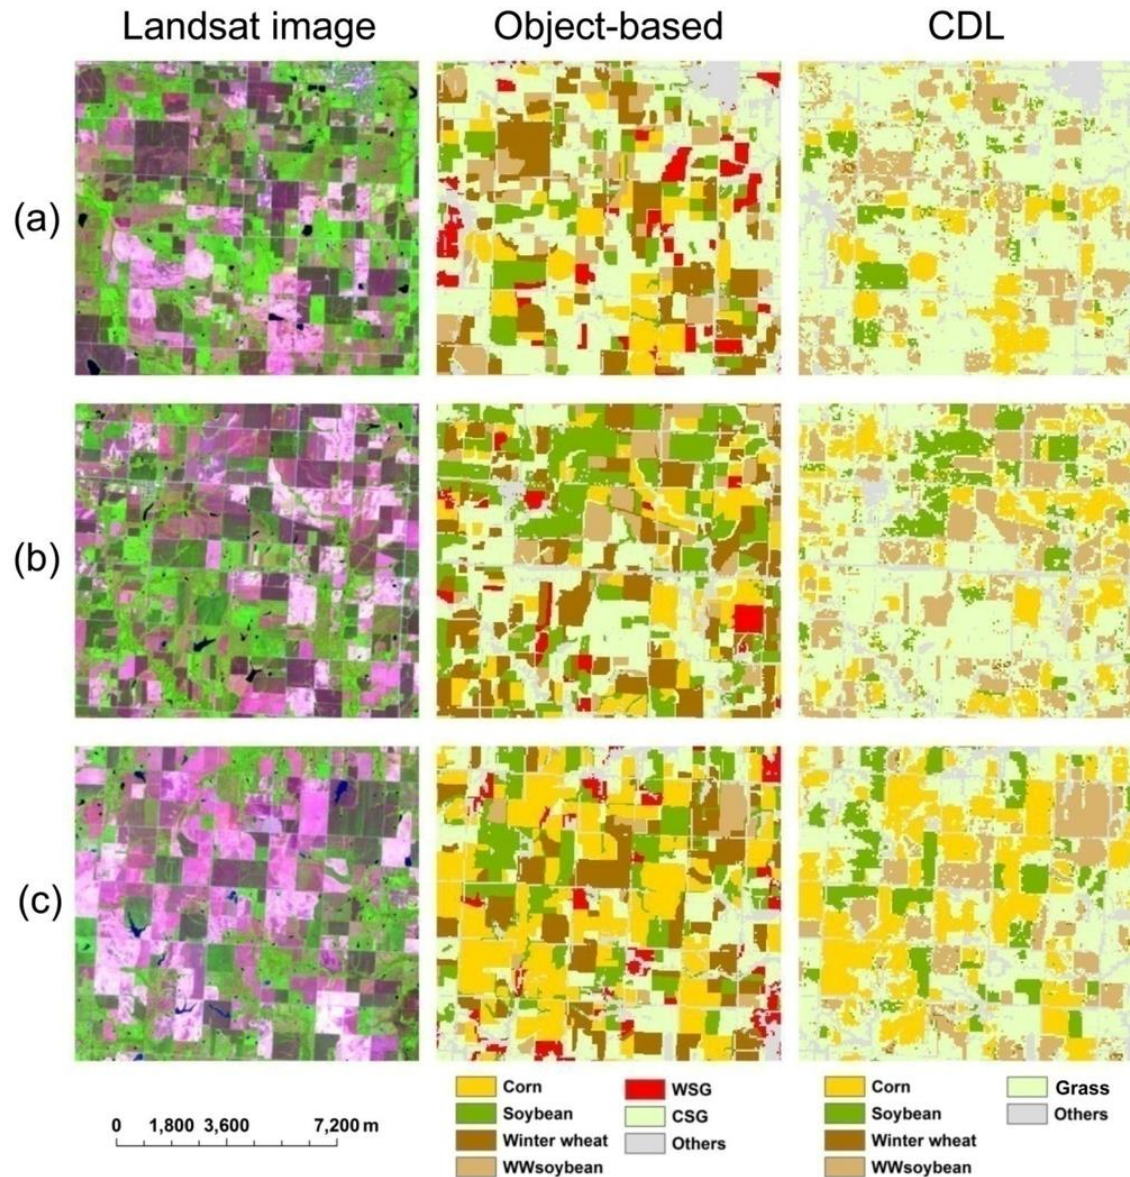 Landsat image Object-based CDL
(a)
(b)
(c)
0 1,800 3,600 7,200 m
Corn
Soybean
Winter wheat
WWsoybean
WSG
CSG
Others
Corn
Soybean
Winter wheat
WWsoybean
Grass
Others